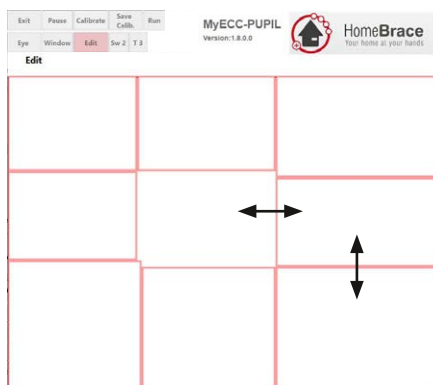 Exit Pause Calibrate Save Calib. Run
MyECC-PUPIL
Version:1.8.0.0
HomeBrace
Your home at your hands
Eye Window Edit Sw 2 T 3
Edit